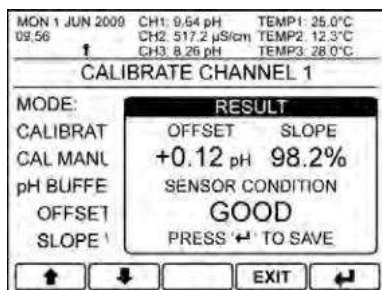 MON 1 JUN 2009 CH1: 9.64 pH TEMP1: 25.0°C
09:56 CH2: 517.2 µS/cm TEMP2: 12.3°C
CH3: 8.26 pH TEMP3: 28.0°C
CALIBRATE CHANNEL 1
MODE:
RESULT
CALIBRAT OFFSET SLOPE
CAL MANU +0.12 pH 98.2%
pH BUFFE SENSOR CONDITION
OFFSET GOOD
SLOPE PRESS '↵' TO SAVE
EXIT